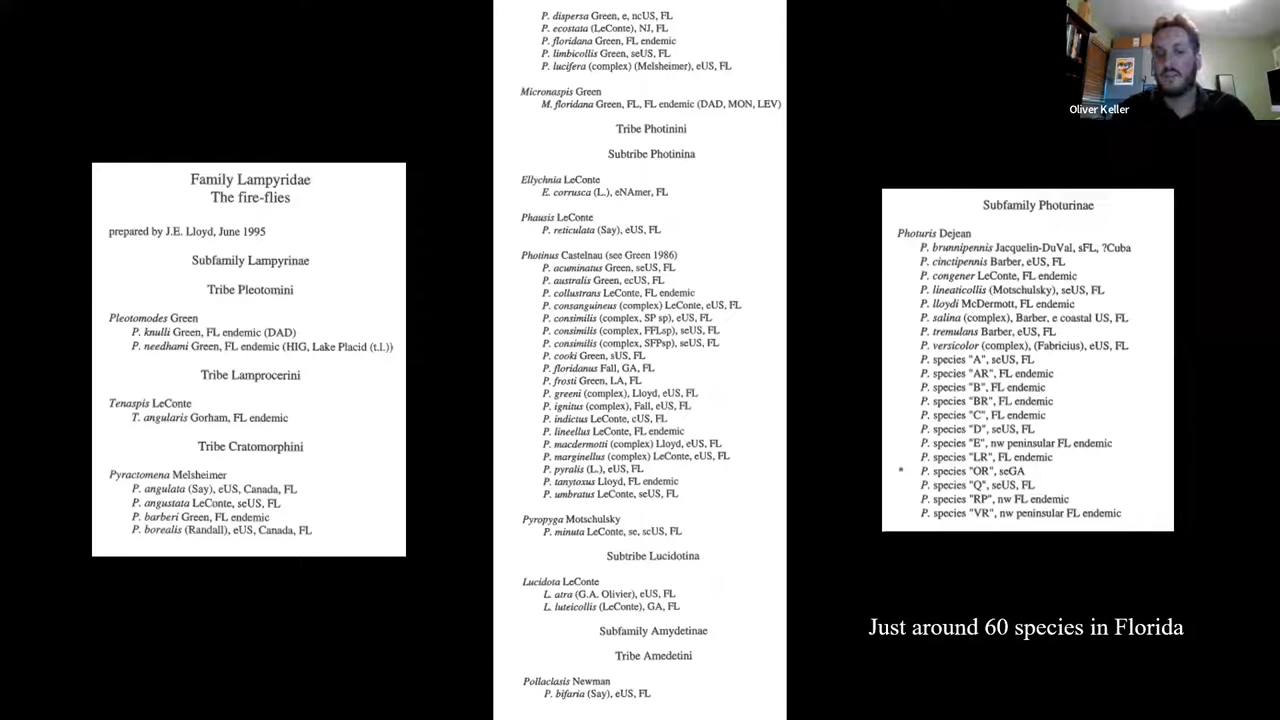 Family Lampyridae
The fire-flies
prepared by J.E. Lloyd, June 1995
Subfamily Lampyrinae
Tribe Pleotomini
Pleotomodes Green
P. knulli Green, FL endemic (DAD)
P. needhami Green, FL endemic (HIG, Lake Placid (t.l.))
Tribe Lamprocerini
Tenaspis LeConte
T. angularis Gorham, FL endemic
Tribe Cratomorphini
Pyractomena Melsheimer
P. angulata (Say), eUS, Canada, FL
P. angustata LeConte, seUS, FL
P. barberi Green, FL endemic
P. borealis (Randall), eUS, Canada, FL
P. dispersa Green, e, ncUS, FL
P. ecostata (LeConte), NJ, FL
P. floridana Green, FL endemic
P. limbicollis Green, seUS, FL
P. lucifera (complex) (Melsheimer), eUS, FL
Micronaspis Green
M. floridana Green, FL, FL endemic (DAD, MON, LEV)
Tribe Photinini
Subtribe Photinina
Ellychnia LeConte
E. corrusca (L.), eNAmer, FL
Phausis LeConte
P. reticulata (Say), eUS, FL
Photinus Castelnau (see Green 1986)
P. acuminatus Green, seUS, FL
P. australis Green, ecUS, FL
P. collustrans LeConte, FL endemic
P. consanguineus (complex) LeConte, eUS, FL
P. consimilis (complex, SP sp), eUS, FL
P. consimilis (complex, FFLsp), seUS, FL
P. consimilis (complex, SFPsp), seUS, FL
P. cooki Green, sUS, FL
P. floridanus Fall, GA, FL
P. frosti Green, LA, FL
P. greeni (complex), Lloyd, eUS, FL
P. ignitus (complex), Fall, eUS, FL
P. indictus LeConte, cUS, FL
P. lineellus LeConte, FL endemic
P. macdermotti (complex) Lloyd, eUS, FL
P. marginellus (complex) LeConte, eUS, FL
P. pyralis (L.), eUS, FL
P. tanytoxus Lloyd, FL endemic
P. umbratus LeConte, seUS, FL
Pyropyga Motschulsky
P. minuta LeConte, se, scUS, FL
Subtribe Lucidotina
Lucidota LeConte
L. atra (G.A. Olivier), eUS, FL
L. luteicollis (LeConte), GA, FL
Subfamily Amydetinae
Tribe Amedetini
Pollaclasis Newman
P. bifaria (Say), eUS, FL
Oliver Keller
Subfamily Photurinae
Photuris Dejean
P. brunnipennis Jacquelin-DuVal, sFL, ?Cuba
P. cinctipennis Barber, eUS, FL
P. congener LeConte, FL endemic
P. lineaticollis (Motschulsky), seUS, FL
P. lloydi McDermott, FL endemic
P. salina (complex), Barber, e coastal US, FL
P. tremulans Barber, eUS, FL
P. versicolor (complex), (Fabricius), eUS, FL
P. species "A", seUS, FL
P. species "AR", FL endemic
P. species "B", FL endemic
P. species "BR", FL endemic
P. species "C", FL endemic
P. species "D", seUS, FL
P. species "E", nw peninsular FL endemic
P. species "LR", FL endemic
* P. species "OR", seGA
P. species "Q", seUS, FL
P. species "RP", nw FL endemic
P. species "VR", nw peninsular FL endemic
Just around 60 species in Florida